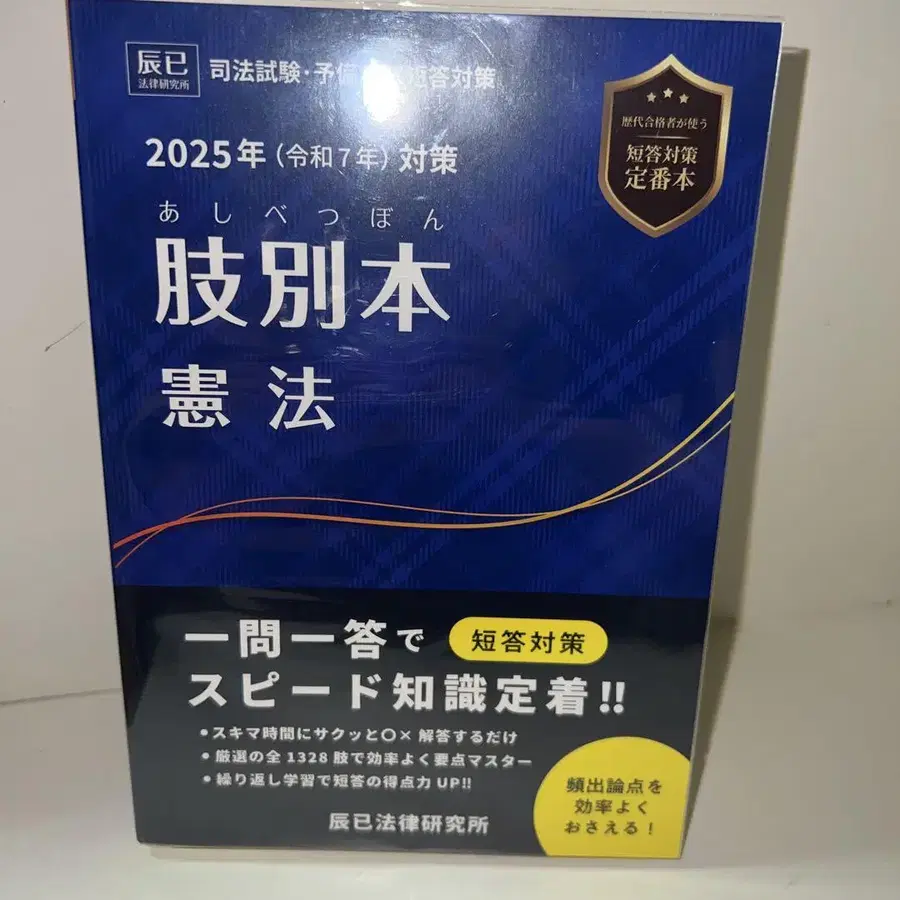 辰已
法律研究所
司法試験・予備 短答対策
歴代合格者が使う
短答対策
定番本
2025年(令和7年)対策
あしべつぼん
肢別本
憲法
一問一答で
短答対策
スピード知識定着!!
•スキマ時間にサクッと〇× 解答するだけ
•厳選の全1328肢で効率よく要点マスター
•繰り返し学習で短答の得点力UP!!
頻出論点を
効率よく
おさえる!
辰已法律研究所